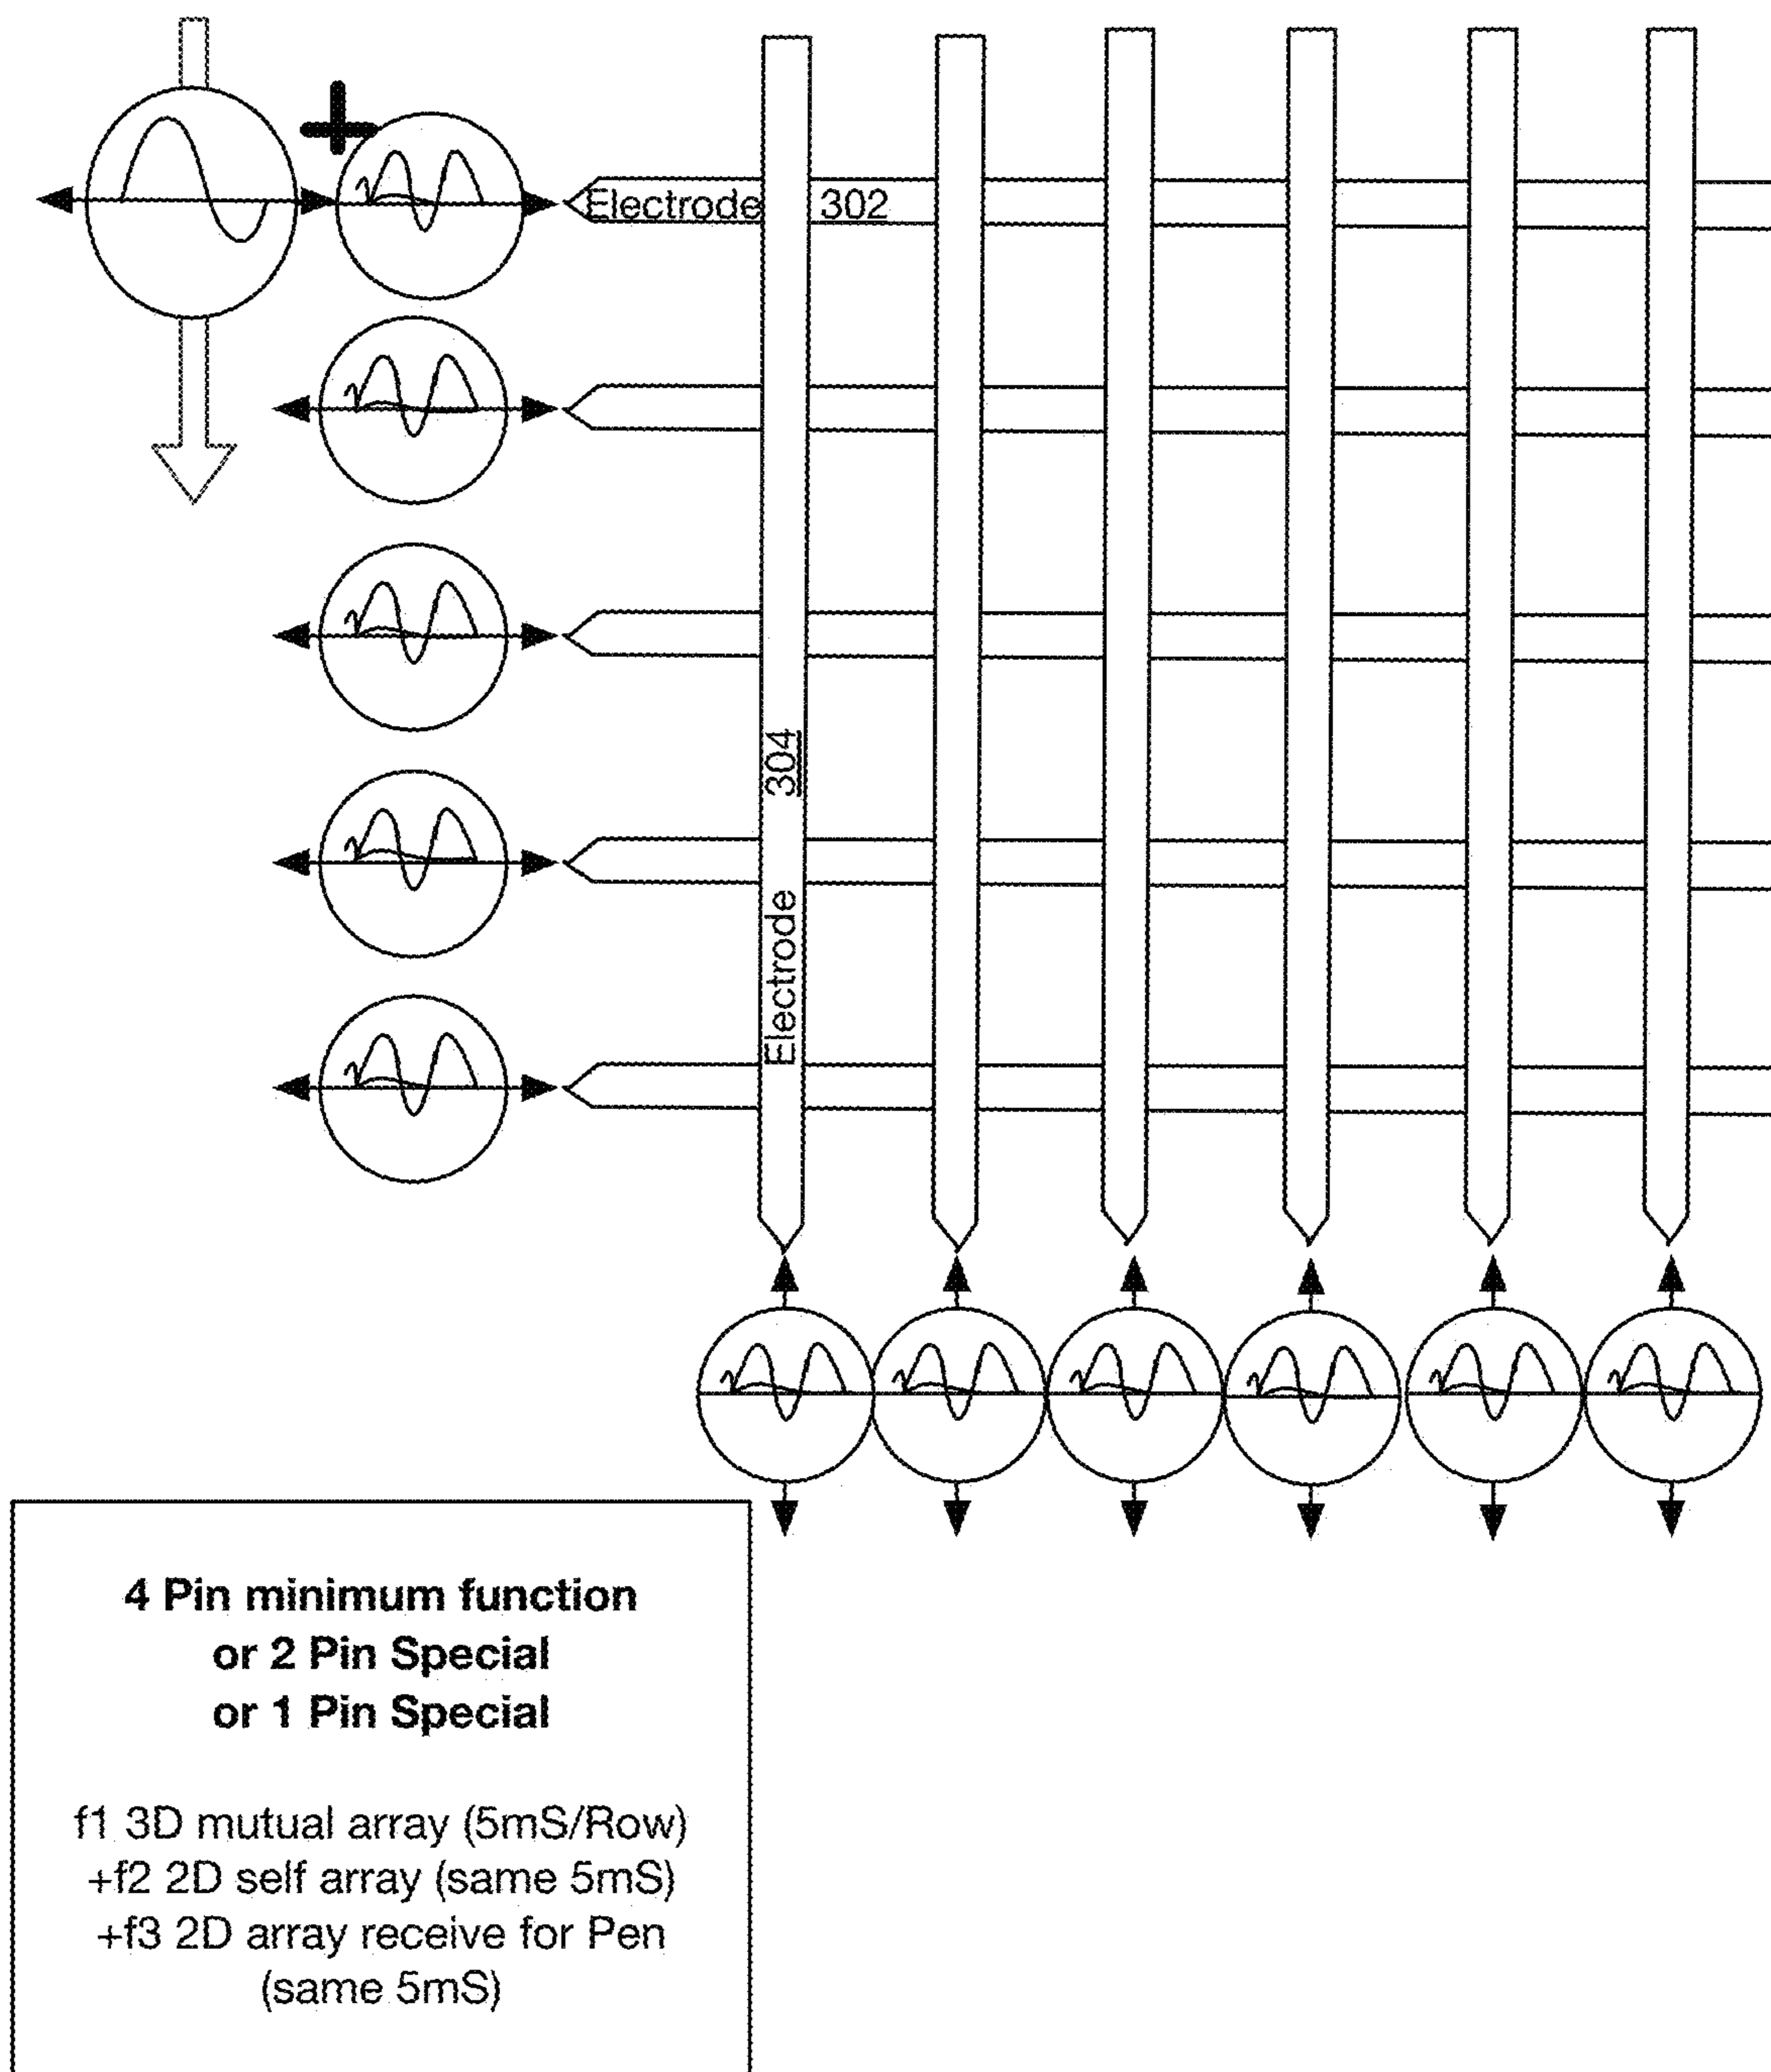 Electrode 302
Electrode 304
4 Pin minimum function
or 2 Pin Special
or 1 Pin Special
f1 3D mutual array (5mS/Row)
+f2 2D self array (same 5mS)
+f3 2D array receive for Pen
(same 5mS)